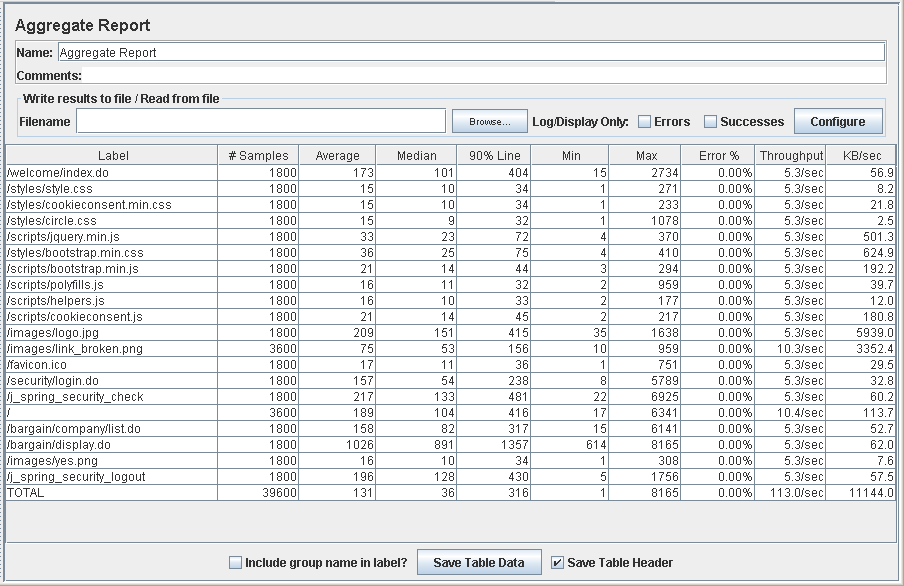 Aggregate Report
Name: Aggregate Report
Comments:
Write results to file / Read from file
Filename Browse... Log/Display Only: Errors Successes Configure
Label # Samples Average Median 90% Line Min Max Error % Throughput KB/sec
/welcome/index.do 1800 173 101 404 15 2734 0.00% 5.3/sec 56.9
/styles/style.css 1800 15 10 34 1 271 0.00% 5.3/sec 8.2
/styles/cookieconsent.min.css 1800 15 10 34 1 233 0.00% 5.3/sec 21.8
/styles/circle.css 1800 15 9 32 1 1078 0.00% 5.3/sec 2.5
/scripts/jquery.min.js 1800 33 23 72 4 370 0.00% 5.3/sec 501.3
/styles/bootstrap.min.css 1800 36 25 75 4 410 0.00% 5.3/sec 624.9
/scripts/bootstrap.min.js 1800 21 14 44 3 294 0.00% 5.3/sec 192.2
/scripts/polyfills.js 1800 16 11 32 2 959 0.00% 5.3/sec 39.7
/scripts/helpers.js 1800 16 10 33 2 177 0.00% 5.3/sec 12.0
/scripts/cookieconsent.js 1800 21 14 45 2 217 0.00% 5.3/sec 180.8
/images/logo.jpg 1800 209 151 415 35 1638 0.00% 5.3/sec 5939.0
/images/link_broken.png 3600 75 53 156 10 959 0.00% 10.3/sec 3352.4
/favicon.ico 1800 17 11 36 1 751 0.00% 5.3/sec 29.5
/security/login.do 1800 157 54 238 8 5789 0.00% 5.3/sec 32.8
/j_spring_security_check 1800 217 133 481 22 6925 0.00% 5.3/sec 60.2
/ 3600 189 104 416 17 6341 0.00% 10.4/sec 113.7
/bargain/company/list.do 1800 158 82 317 15 6141 0.00% 5.3/sec 52.7
/bargain/display.do 1800 1026 891 1357 614 8165 0.00% 5.3/sec 62.0
/images/yes.png 1800 16 10 34 1 308 0.00% 5.3/sec 7.6
/j_spring_security_logout 1800 196 128 430 5 1756 0.00% 5.3/sec 57.5
TOTAL 39600 131 36 316 1 8165 0.00% 113.0/sec 11144.0
Include group name in label? Save Table Data Save Table Header